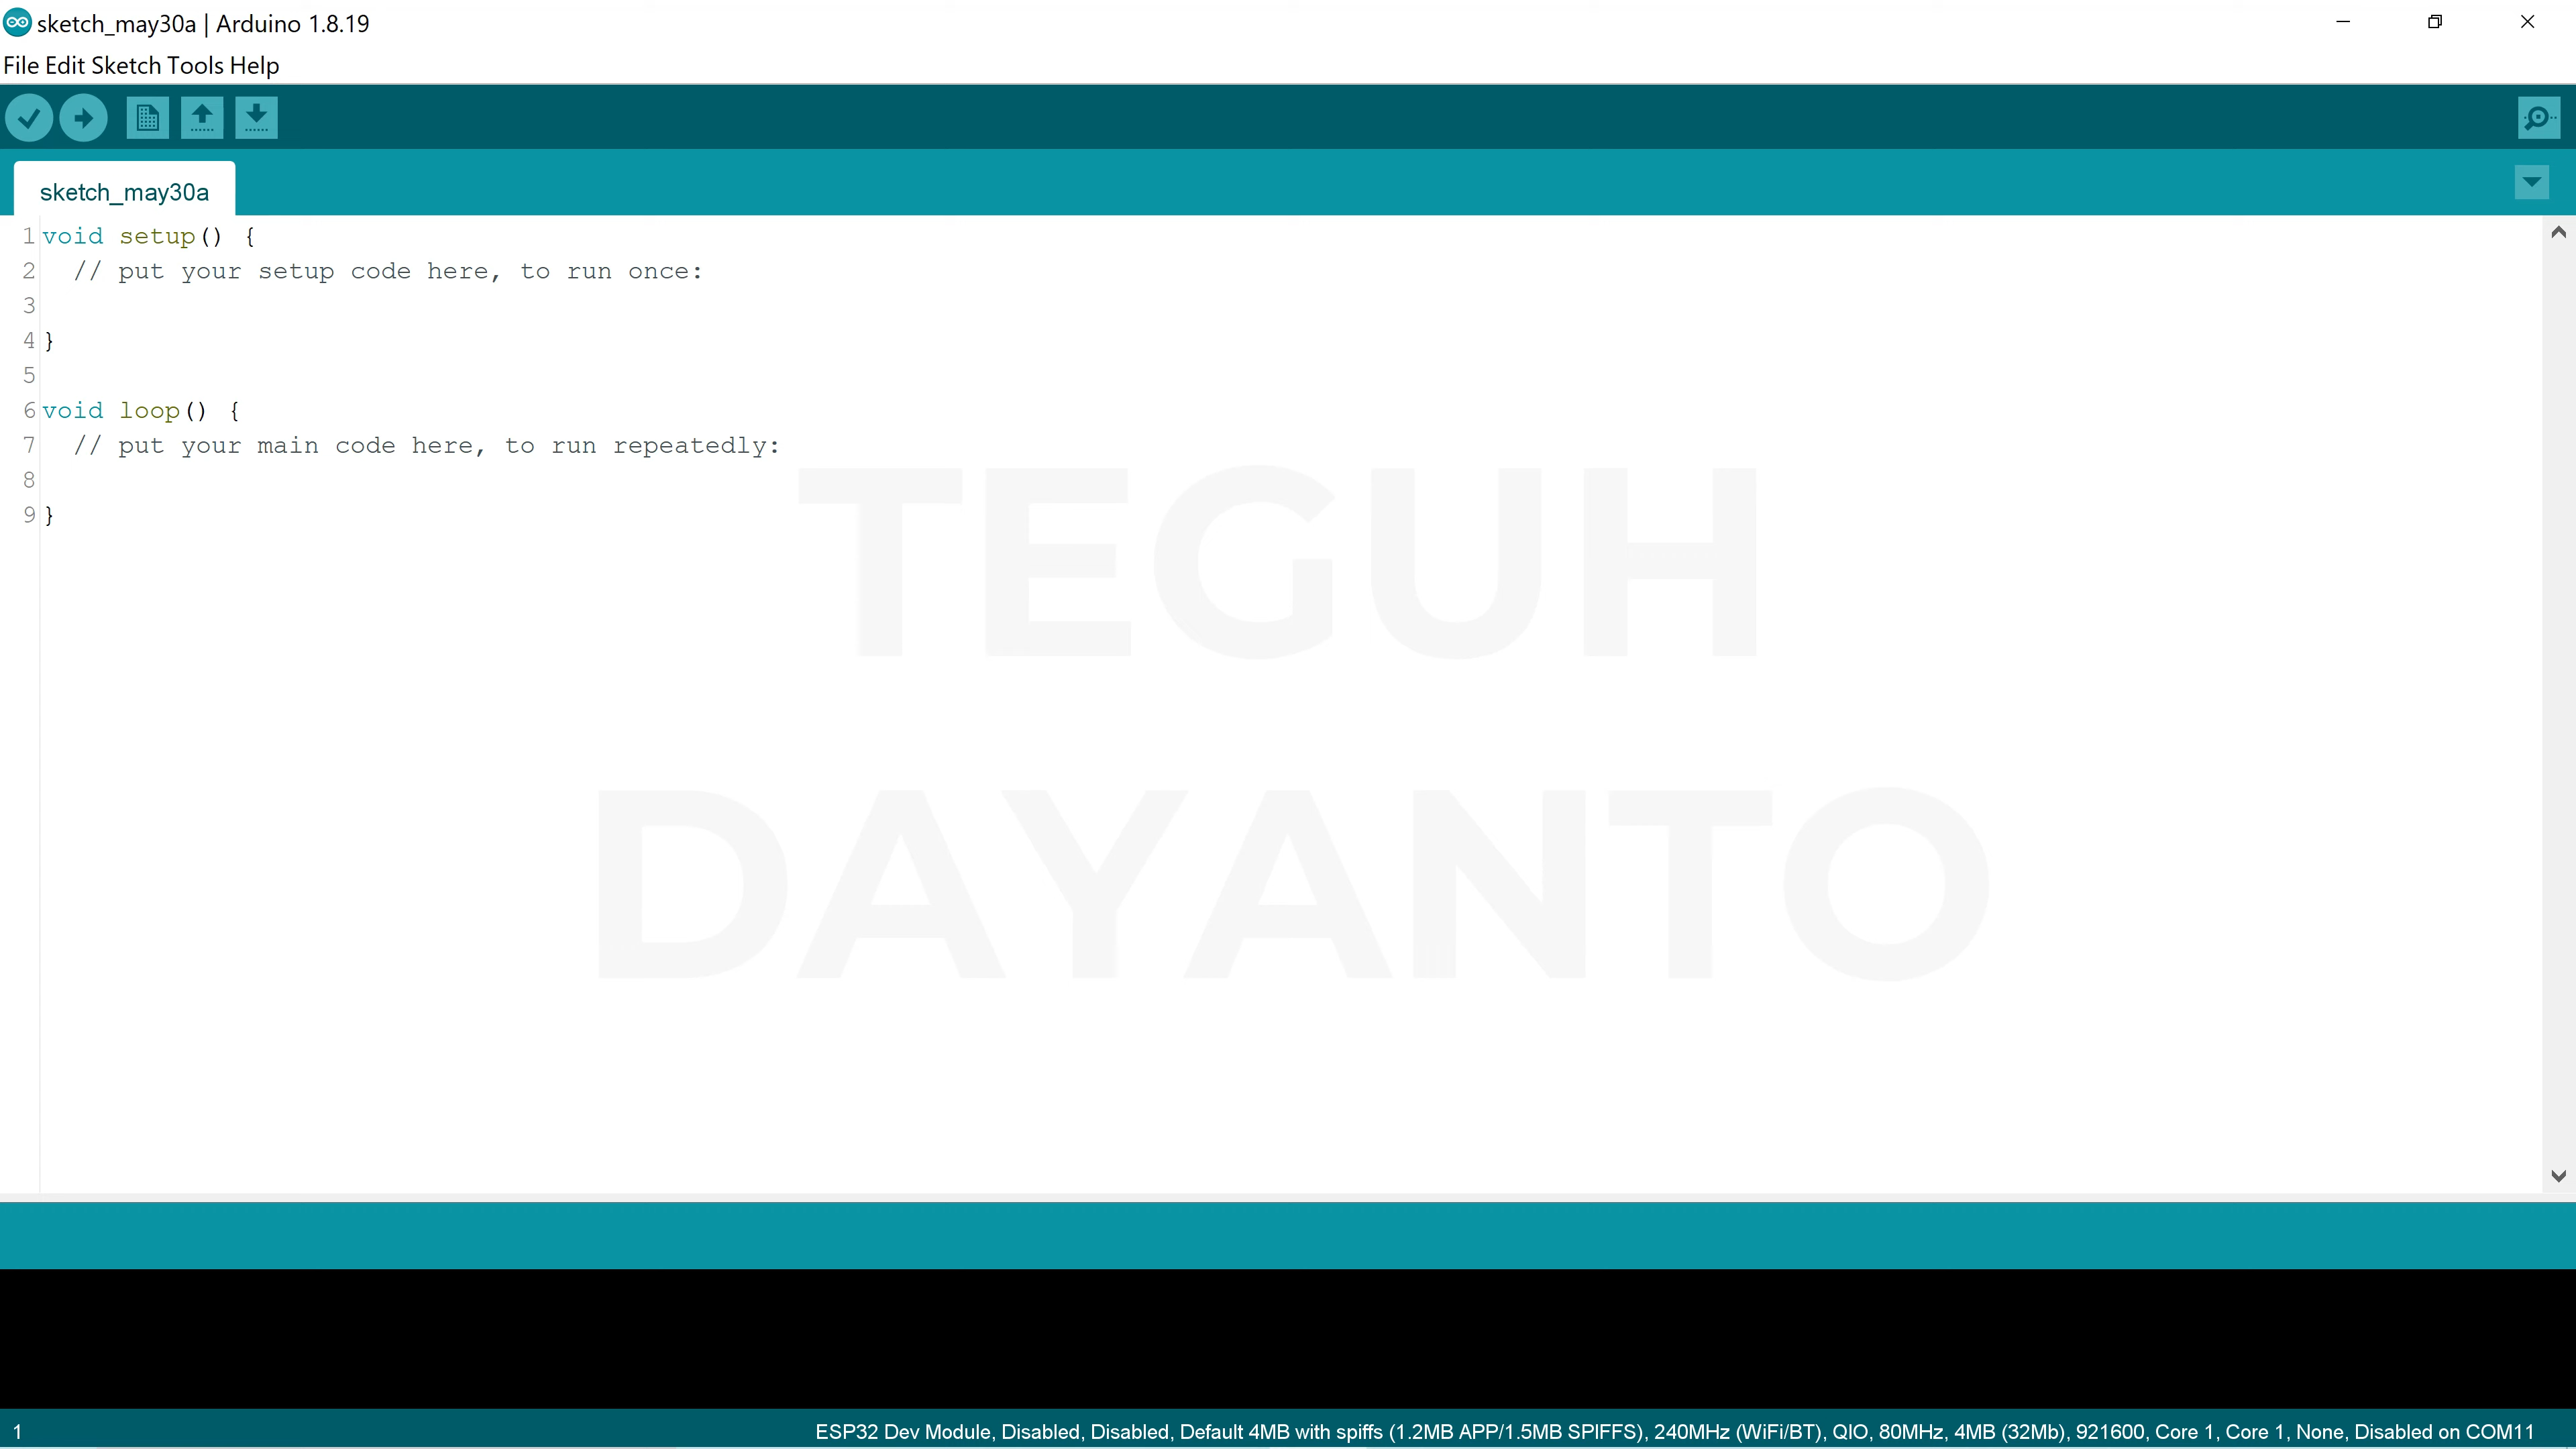 sketch_may30a | Arduino 1.8.19
File Edit Sketch Tools Help
sketch_may30a
1 void setup() {
2   // put your setup code here, to run once:
3
4 }
5
6 void loop() {
7   // put your main code here, to run repeatedly:
8
9 }
TEGUH
DAYANTO
1 ESP32 Dev Module, Disabled, Disabled, Default 4MB with spiffs (1.2MB APP/1.5MB SPIFFS), 240MHz (WiFi/BT), QIO, 80MHz, 4MB (32Mb), 921600, Core 1, Core 1, None, Disabled on COM11